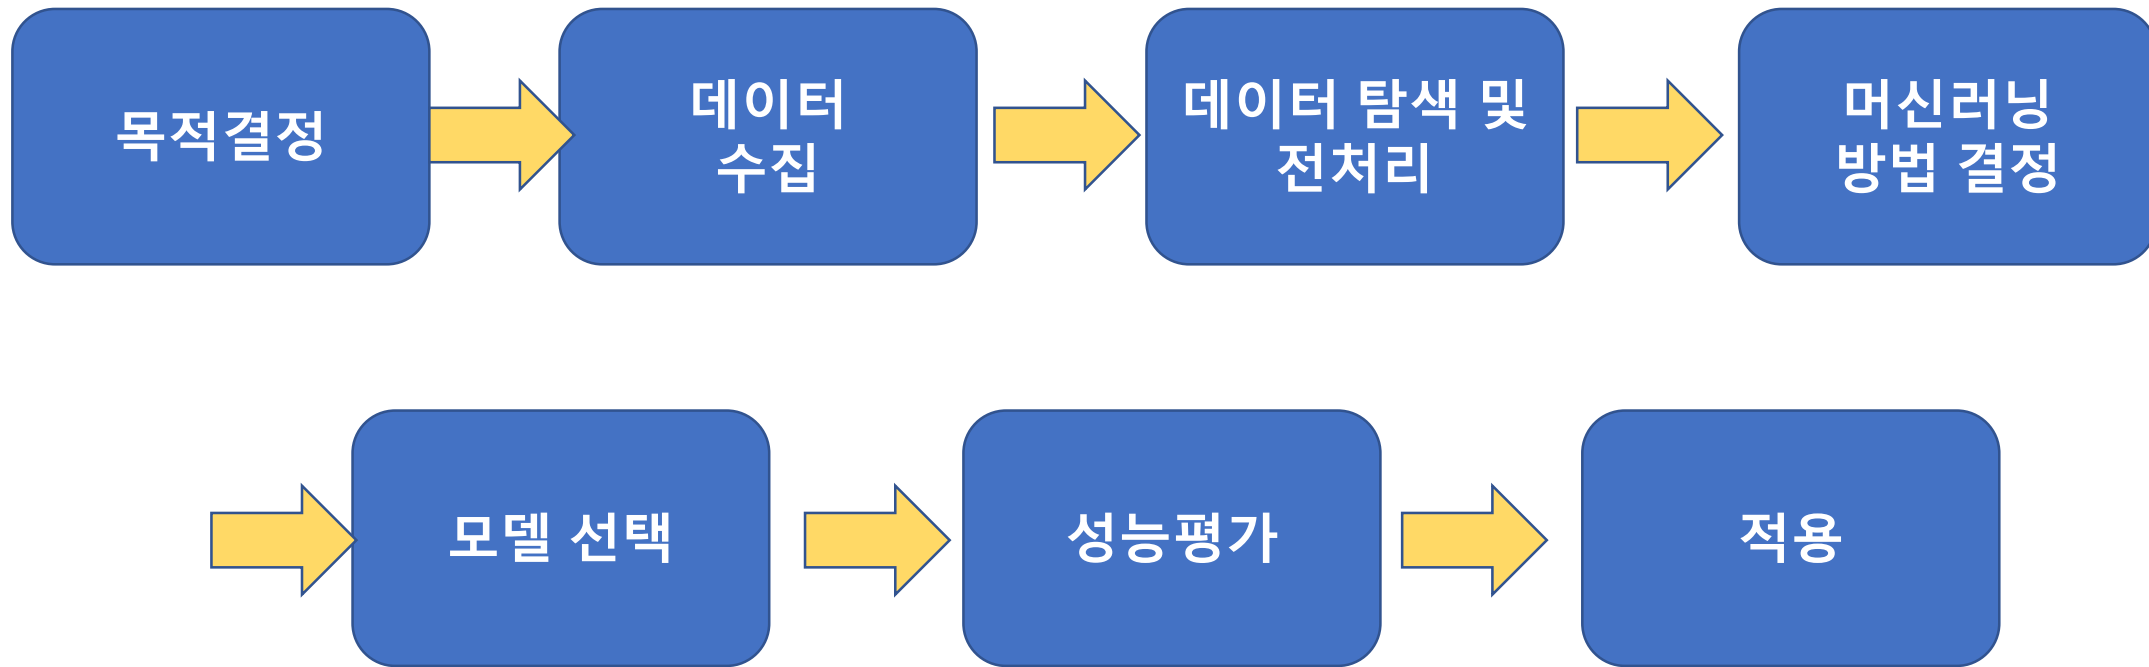 목적결정
데이터
수집
데이터 탐색 및
전처리
머신러닝
방법 결정
모델 선택
성능평가
적용